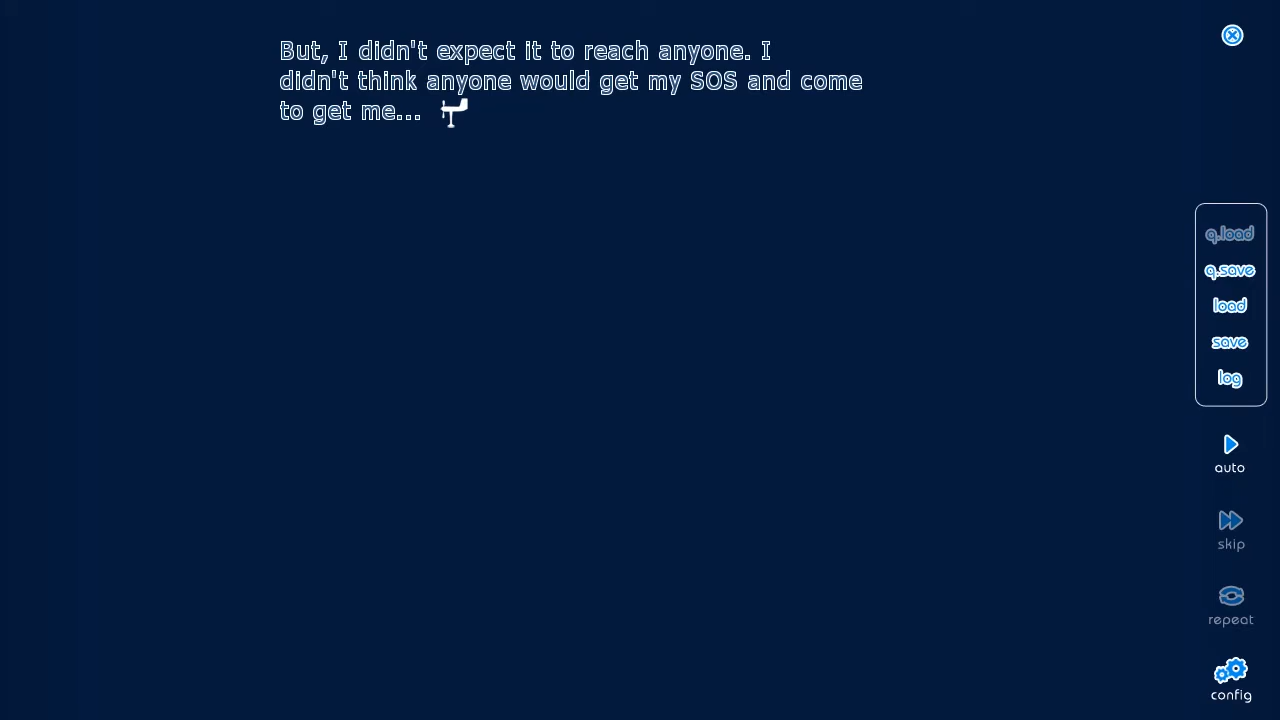 But, I didn't expect it to reach anyone. I
didn't think anyone would get my SOS and come
to get me...
q.load
q.save
load
save
log
auto
skip
repeat
config